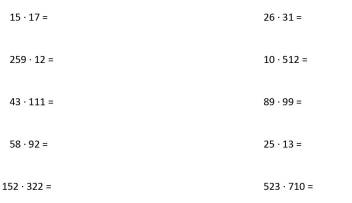 15 · 17 = 26 · 31 =
259 · 12 = 10 · 512 =
43 · 111 = 89 · 99 =
58 · 92 = 25 · 13 =
152 · 322 = 523 · 710 =